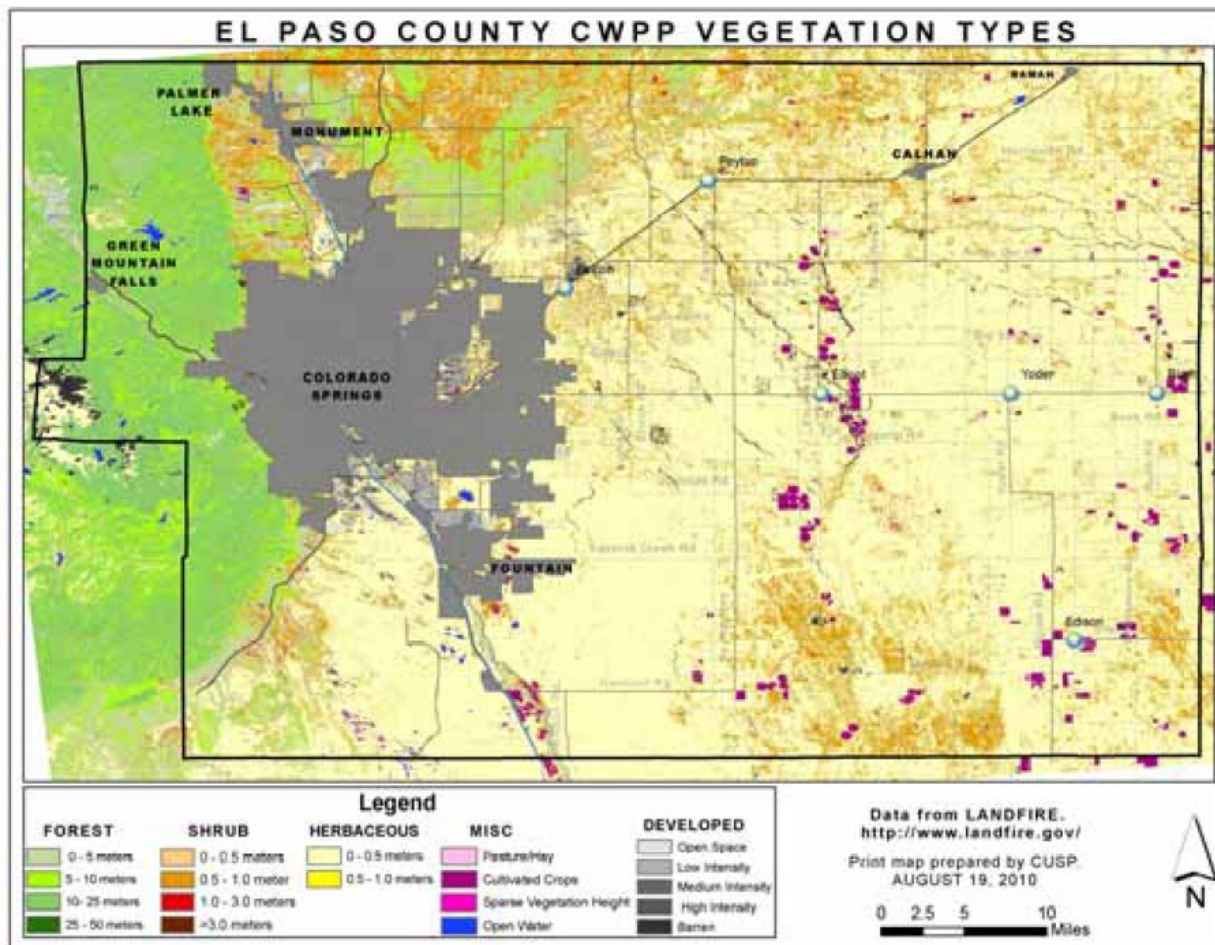 EL PASO COUNTY CWPP VEGETATION TYPES
PALMER
LAKE
MONUMENT
RAMAH
CALHAN
Peyton
GREEN
MOUNTAIN
FALLS
Falcon
COLORADO
SPRINGS
Ellicot
Yoder
Rush
FOUNTAIN
Edison
Legend
FOREST
0 - 5 meters
5 - 10 meters
10- 25 meters
25 - 50 meters
SHRUB
0 - 0.5 maters
0.5 - 1.0 meter
1.0 - 3.0 meters
>3.0 meters
HERBACEOUS
0 - 0.5 meters
0.5 - 1.0 meters
MISC
Pasture/Hay
Cultivated Crops
Sparse Vegetation Height
Open Water
DEVELOPED
Open Space
Low Intensity
Medium Intensity
High Intensity
Barren
Data from LANDFIRE.
http://www.landfire.gov/
Print map prepared by CUSP.
AUGUST 19, 2010
N
0 2.5 5 10
Miles